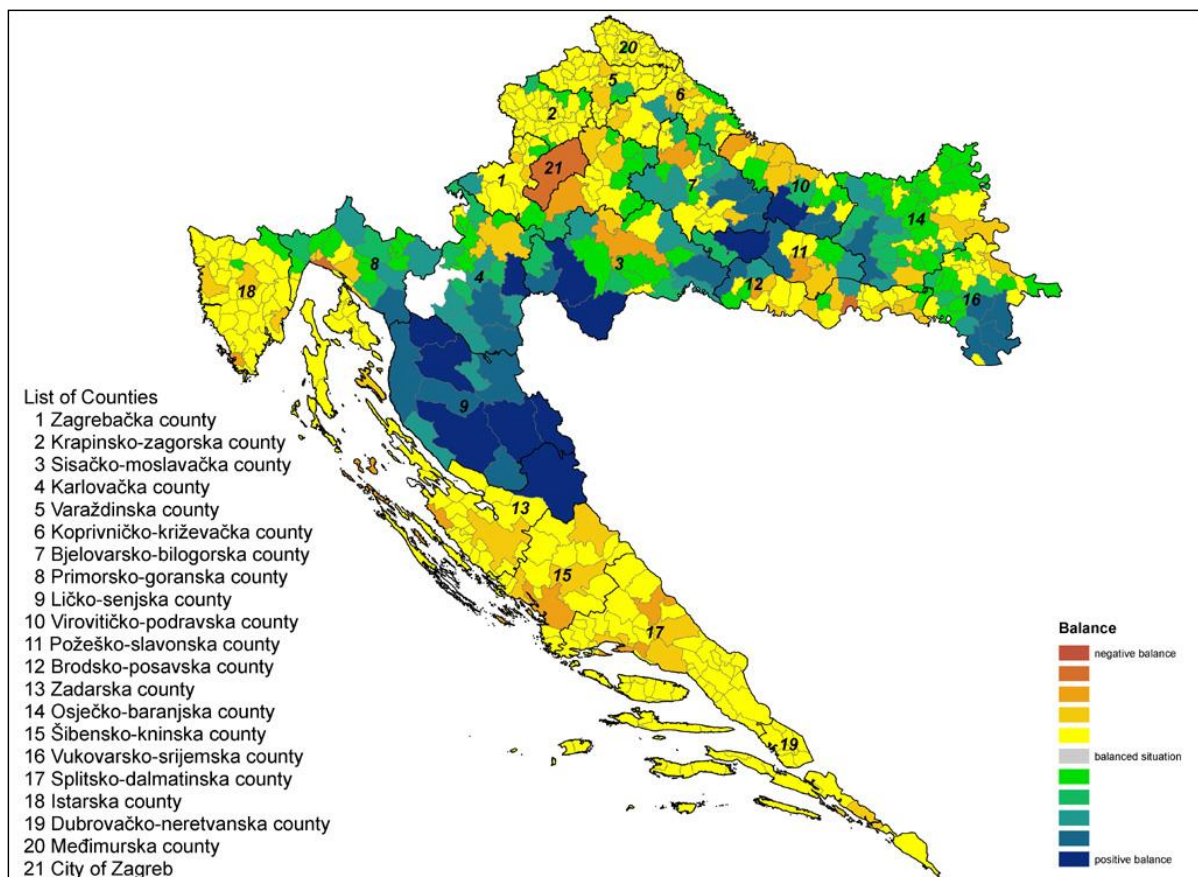 20
5
6
2
21
1
7
10
14
8
3
11
4
12
18
16
9
13
15
17
19
List of Counties
1 Zagrebačka county
2 Krapinsko-zagorska county
3 Sisačko-moslavačka county
4 Karlovačka county
5 Varaždinska county
6 Koprivničko-križevačka county
7 Bjelovarsko-bilogorska county
8 Primorsko-goranska county
9 Ličko-senjska county
10 Virovitičko-podravska county
11 Požeško-slavonska county
12 Brodsko-posavska county
13 Zadarska county
14 Osječko-baranjska county
15 Šibensko-kninska county
16 Vukovarsko-srijemska county
17 Splitsko-dalmatinska county
18 Istarska county
19 Dubrovačko-neretvanska county
20 Međimurska county
21 City of Zagreb
Balance
negative balance
balanced situation
positive balance